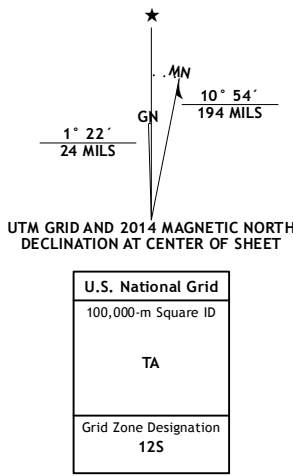 MN
GN
10° 54´
194 MILS
1° 22´
24 MILS
UTM GRID AND 2014 MAGNETIC NORTH
DECLINATION AT CENTER OF SHEET
U.S. National Grid
100,000-m Square ID
TA
Grid Zone Designation
12S